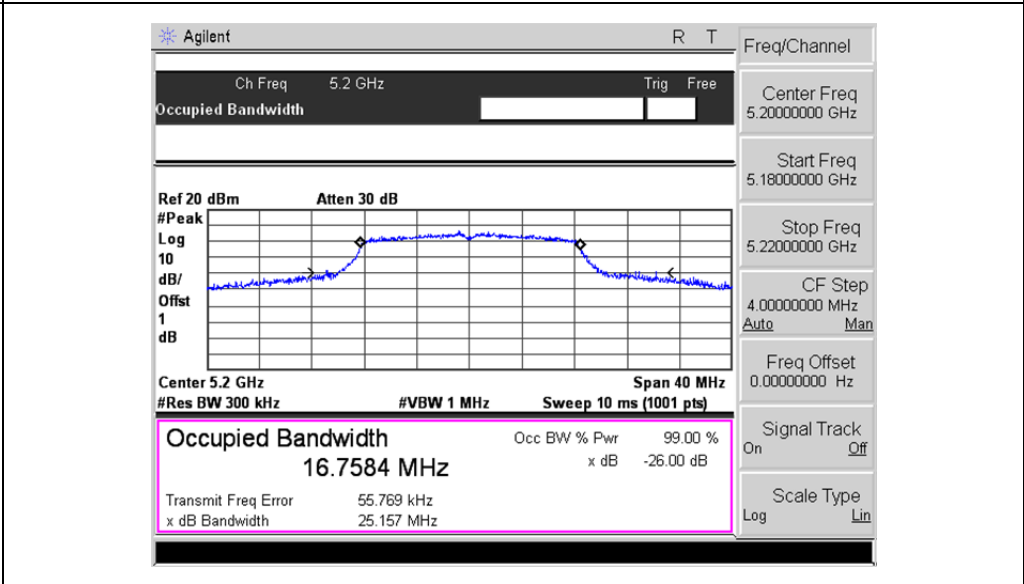 Agilent R T
Ch Freq 5.2 GHz Trig Free
Occupied Bandwidth
Ref 20 dBm Atten 30 dB
#Peak
Log
10
dB/
Offst
1
dB
Center 5.2 GHz Span 40 MHz
#Res BW 300 kHz #VBW 1 MHz Sweep 10 ms (1001 pts)
Occupied Bandwidth Occ BW % Pwr 99.00 %
16.7584 MHz x dB -26.00 dB
Transmit Freq Error 55.769 kHz
x dB Bandwidth 25.157 MHz
Freq/Channel
Center Freq
5.20000000 GHz
Start Freq
5.18000000 GHz
Stop Freq
5.22000000 GHz
CF Step
4.00000000 MHz
Auto Man
Freq Offset
0.00000000 Hz
Signal Track
On Off
Scale Type
Log Lin